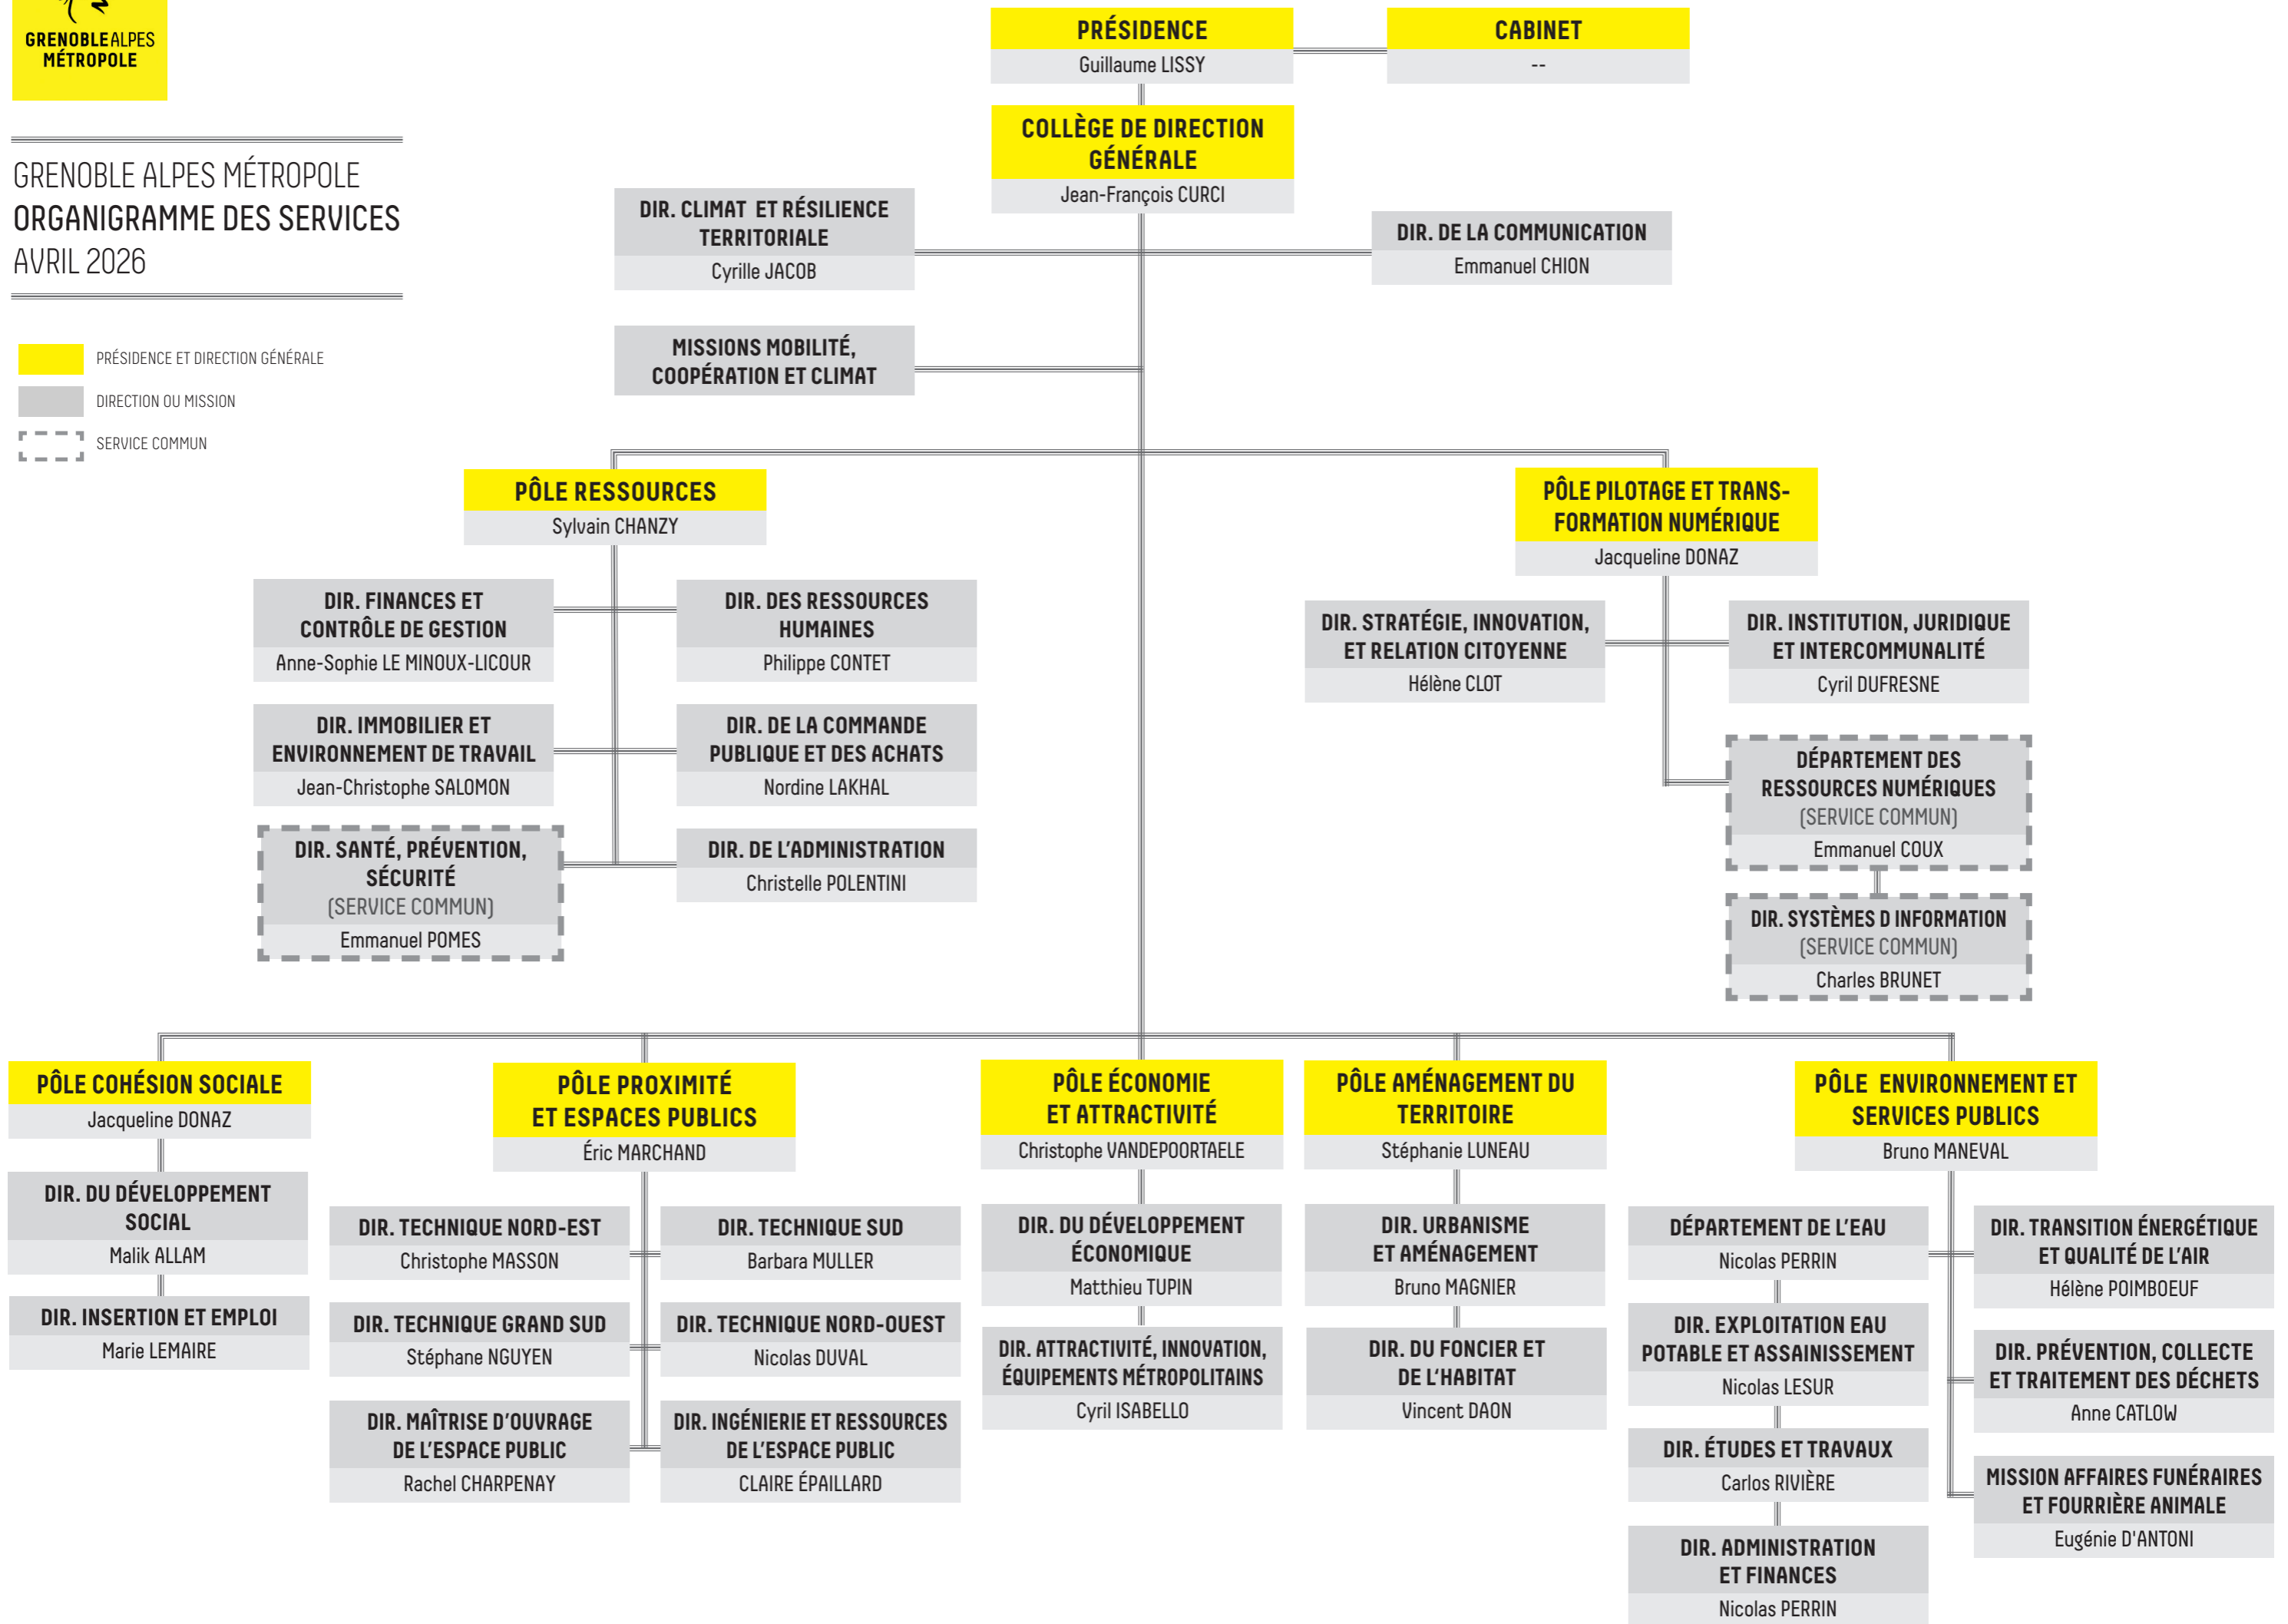 GRENOBLEALPES
MÉTROPOLE
GRENOBLE ALPES MÉTROPOLE
ORGANIGRAMME DES SERVICES
AVRIL 2026
PRÉSIDENCE ET DIRECTION GÉNÉRALE
DIRECTION OU MISSION
SERVICE COMMUN
PRÉSIDENCE
Guillaume LISSY
CABINET
--
COLLÈGE DE DIRECTION
GÉNÉRALE
Jean-François CURCI
DIR. CLIMAT ET RÉSILIENCE
TERRITORIALE
Cyrille JACOB
DIR. DE LA COMMUNICATION
Emmanuel CHION
MISSIONS MOBILITÉ,
COOPÉRATION ET CLIMAT
PÔLE RESSOURCES
Sylvain CHANZY
DIR. FINANCES ET
CONTRÔLE DE GESTION
Anne-Sophie LE MINOUX-LICOUR
DIR. DES RESSOURCES
HUMAINES
Philippe CONTET
DIR. IMMOBILIER ET
ENVIRONNEMENT DE TRAVAIL
Jean-Christophe SALOMON
DIR. DE LA COMMANDE
PUBLIQUE ET DES ACHATS
Nordine LAKHAL
DIR. SANTÉ, PRÉVENTION,
SÉCURITÉ
(SERVICE COMMUN)
Emmanuel POMES
DIR. DE L'ADMINISTRATION
Christelle POLENTINI
PÔLE PILOTAGE ET TRANS-
FORMATION NUMÉRIQUE
Jacqueline DONAZ
DIR. STRATÉGIE, INNOVATION,
ET RELATION CITOYENNE
Hélène CLOT
DIR. INSTITUTION, JURIDIQUE
ET INTERCOMMUNALITÉ
Cyril DUFRESNE
DÉPARTEMENT DES
RESSOURCES NUMÉRIQUES
(SERVICE COMMUN)
Emmanuel COUX
DIR. SYSTÈMES D INFORMATION
(SERVICE COMMUN)
Charles BRUNET
PÔLE COHÉSION SOCIALE
Jacqueline DONAZ
DIR. DU DÉVELOPPEMENT
SOCIAL
Malik ALLAM
DIR. INSERTION ET EMPLOI
Marie LEMAIRE
PÔLE PROXIMITÉ
ET ESPACES PUBLICS
Éric MARCHAND
DIR. TECHNIQUE NORD-EST
Christophe MASSON
DIR. TECHNIQUE SUD
Barbara MULLER
DIR. TECHNIQUE GRAND SUD
Stéphane NGUYEN
DIR. TECHNIQUE NORD-OUEST
Nicolas DUVAL
DIR. MAÎTRISE D'OUVRAGE
DE L'ESPACE PUBLIC
Rachel CHARPENAY
DIR. INGÉNIERIE ET RESSOURCES
DE L'ESPACE PUBLIC
CLAIRE ÉPAILLARD
PÔLE ÉCONOMIE
ET ATTRACTIVITÉ
Christophe VANDEPOORTAELE
DIR. DU DÉVELOPPEMENT
ÉCONOMIQUE
Matthieu TUPIN
DIR. ATTRACTIVITÉ, INNOVATION,
ÉQUIPEMENTS MÉTROPOLITAINS
Cyril ISABELLO
PÔLE AMÉNAGEMENT DU
TERRITOIRE
Stéphanie LUNEAU
DIR. URBANISME
ET AMÉNAGEMENT
Bruno MAGNIER
DIR. DU FONCIER ET
DE L'HABITAT
Vincent DAON
PÔLE ENVIRONNEMENT ET
SERVICES PUBLICS
Bruno MANEVAL
DÉPARTEMENT DE L'EAU
Nicolas PERRIN
DIR. EXPLOITATION EAU
POTABLE ET ASSAINISSEMENT
Nicolas LESUR
DIR. ÉTUDES ET TRAVAUX
Carlos RIVIÈRE
DIR. ADMINISTRATION
ET FINANCES
Nicolas PERRIN
DIR. TRANSITION ÉNERGÉTIQUE
ET QUALITÉ DE L'AIR
Hélène POIMBOEUF
DIR. PRÉVENTION, COLLECTE
ET TRAITEMENT DES DÉCHETS
Anne CATLOW
MISSION AFFAIRES FUNÉRAIRES
ET FOURRIÈRE ANIMALE
Eugénie D'ANTONI